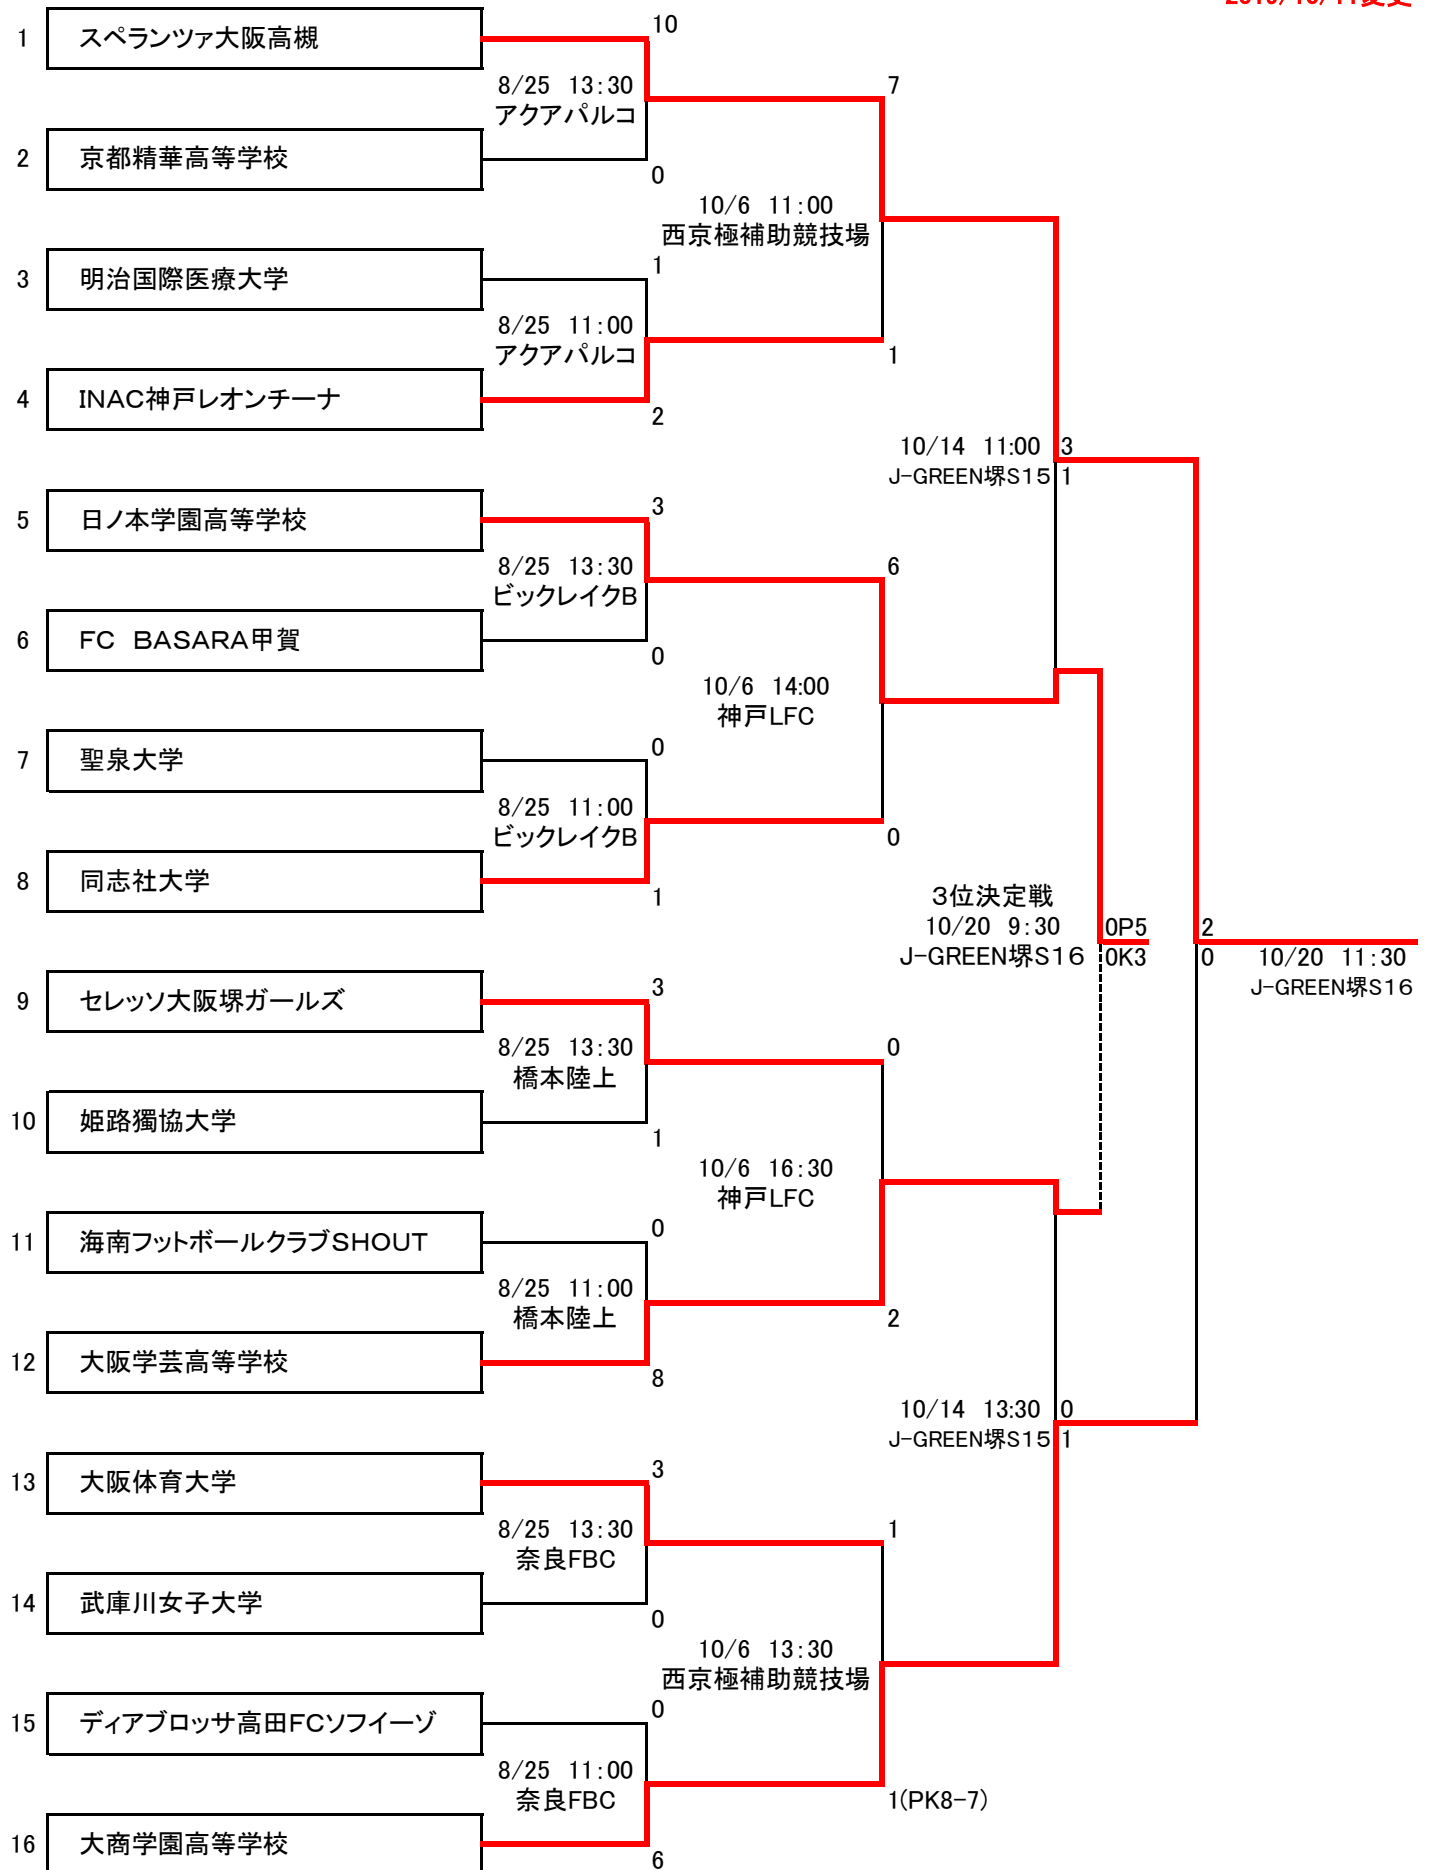 1 スペランツァ大阪高槻
10
8/25 13:30
アクアパルコ
7
2 京都精華高等学校
0
10/6 11:00
西京極補助競技場
3 明治国際医療大学
1
8/25 11:00
アクアパルコ
1
4 INAC神戸レオンチーナ
2
10/14 11:00 3
J-GREEN堺S15 1
5 日ノ本学園高等学校
3
8/25 13:30
ビックレイクB
6
6 FC BASARA甲賀
0
10/6 14:00
神戸LFC
7 聖泉大学
0
8/25 11:00
ビックレイクB
0
8 同志社大学
1
3位決定戦
10/20 9:30 0P5
J-GREEN堺S16 0K3
2
0 10/20 11:30
J-GREEN堺S16
9 セレッソ大阪堺ガールズ
3
8/25 13:30
橋本陸上
0
10 姫路獨協大学
1
10/6 16:30
神戸LFC
11 海南フットボールクラブSHOUT
0
8/25 11:00
橋本陸上
2
12 大阪学芸高等学校
8
10/14 13:30 0
J-GREEN堺S15 1
13 大阪体育大学
3
8/25 13:30
奈良FBC
1
14 武庫川女子大学
0
10/6 13:30
西京極補助競技場
15 ディアブロッサ高田FCソフイーゾ
0
8/25 11:00
奈良FBC
1(PK8-7)
16 大商学園高等学校
6